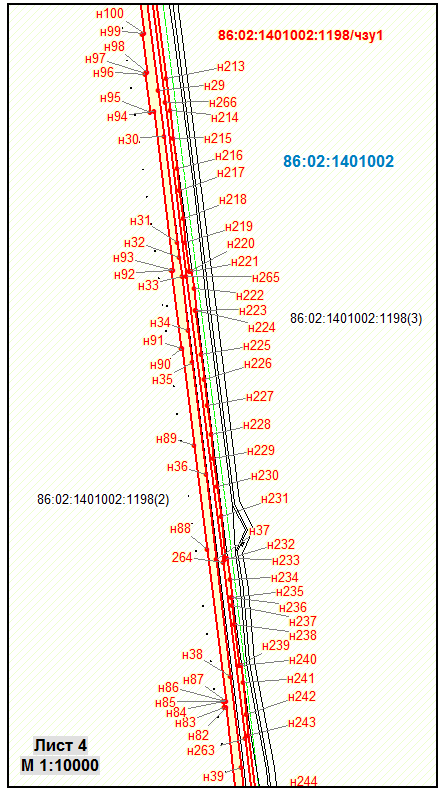 н100
н99
86:02:1401002:1198/чзу1
н98
н97
н213
н96
н29
н95
н266
н94
н214
н30
н215
н216
86:02:1401002
н217
н218
н31
н219
н32
н220
н93
н221
н92
н265
н33
н222
н223
86:02:1401002:1198(3)
н34
н224
н91
н225
н90
н226
н35
н227
н228
н89
н229
н36
н230
86:02:1401002:1198(2)
н231
н88
н37
н232
264
н233
н234
н235
н236
н237
н238
н239
н38
н240
н87
н241
н86
н242
н85
н84
н83
н243
н82
н263
Лист 4
М 1:10000
н39
н244